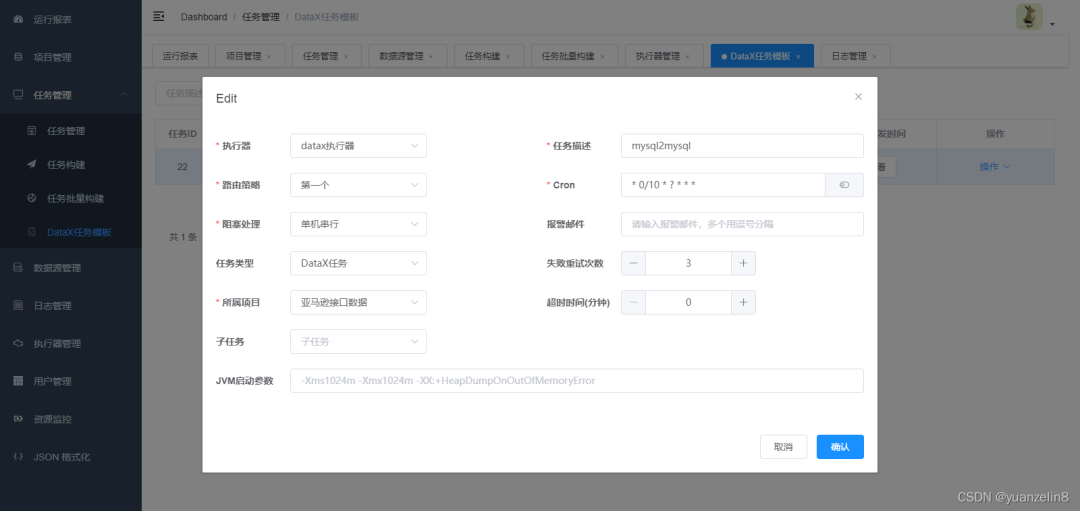 运行报表
项目管理
任务管理
任务管理
任务构建
任务批量构建
DataX任务模板
数据源管理
日志管理
执行器管理
用户管理
资源监控
JSON 格式化
Dashboard / 任务管理 / DataX任务模板
运行报表 项目管理 × 任务管理 × 数据源管理 × 任务构建 × 任务批量构建 × 执行器管理 × DataX任务模板 × 日志管理 ×
任务描述
任务ID 发时间 操作
22 看 操作
共 1 条
Edit ×
* 执行器 datax执行器 * 任务描述 mysql2mysql
* 路由策略 第一个 * Cron * 0/10 * ? * * *
* 阻塞处理 单机串行 报警邮件 请输入报警邮件，多个用逗号分隔
任务类型 DataX任务 失败重试次数 − 3 +
* 所属项目 亚马逊接口数据 超时时间(分钟) − 0 +
子任务 子任务
JVM启动参数 -Xms1024m -Xmx1024m -XX:+HeapDumpOnOutOfMemoryError
取消 确认
CSDN @yuanzelin8